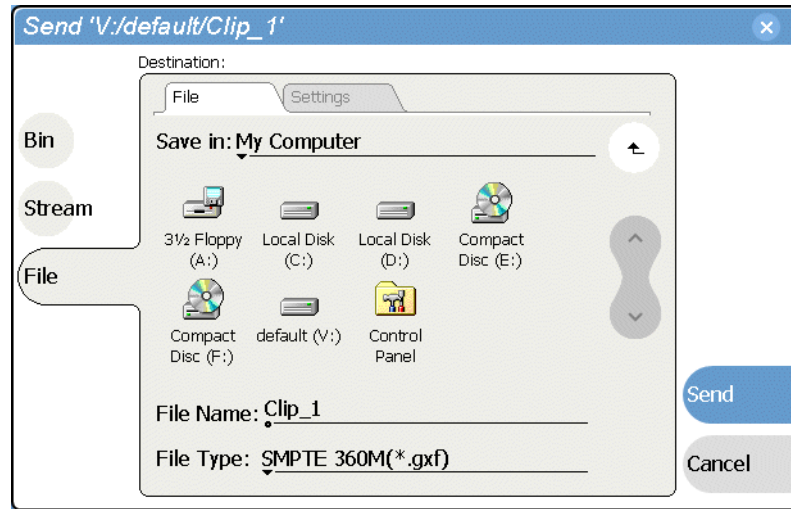 Send 'V:/default/Clip_1'
Destination:
File
Settings
Bin
Save in: My Computer
Stream
3½ Floppy (A:)
Local Disk (C:)
Local Disk (D:)
Compact Disc (E:)
File
Compact Disc (F:)
default (V:)
Control Panel
Send
File Name: Clip_1
File Type: SMPTE 360M(*.gxf)
Cancel